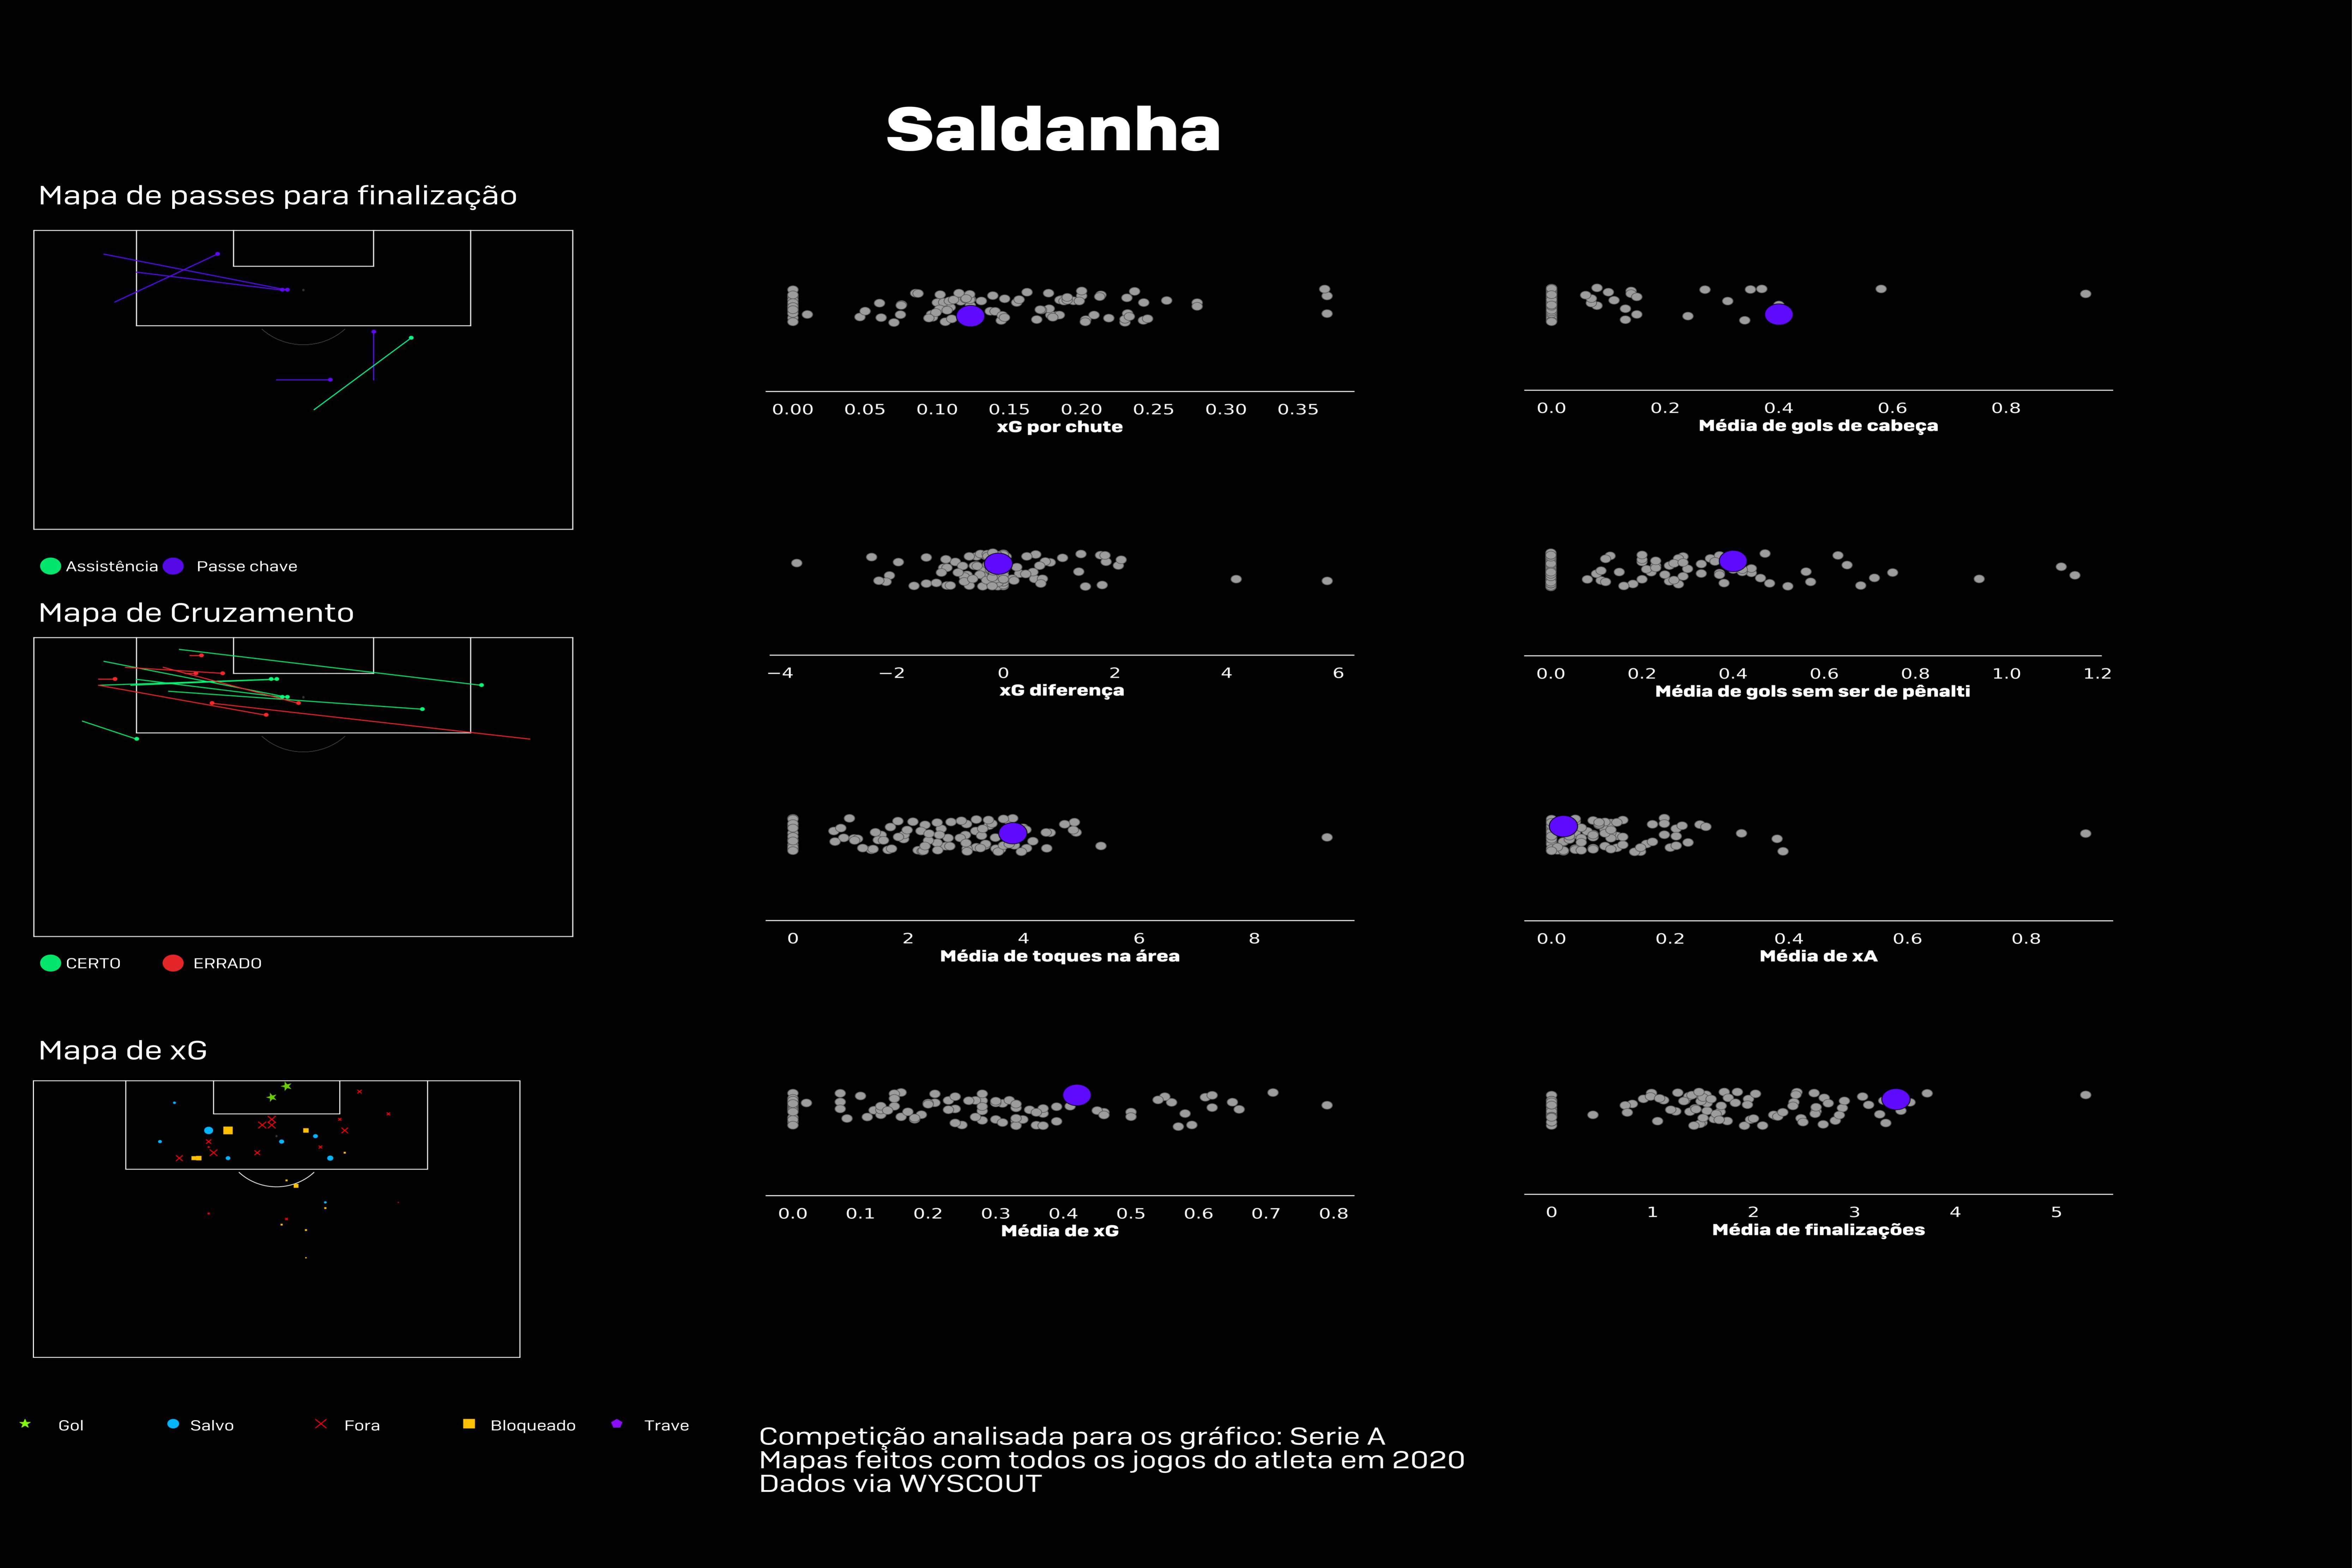 Saldanha
Mapa de passes para finalização
Assistência Passe chave
Mapa de Cruzamento
CERTO ERRADO
Mapa de xG
Gol Salvo Fora Bloqueado Trave
0.00 0.05 0.10 0.15 0.20 0.25 0.30 0.35
xG por chute
0.0 0.2 0.4 0.6 0.8
Média de gols de cabeça
−4 −2 0 2 4 6
xG diferença
0.0 0.2 0.4 0.6 0.8 1.0 1.2
Média de gols sem ser de pênalti
0 2 4 6 8
Média de toques na área
0.0 0.2 0.4 0.6 0.8
Média de xA
0.0 0.1 0.2 0.3 0.4 0.5 0.6 0.7 0.8
Média de xG
0 1 2 3 4 5
Média de finalizações
Competição analisada para os gráfico: Serie A
Mapas feitos com todos os jogos do atleta em 2020
Dados via WYSCOUT